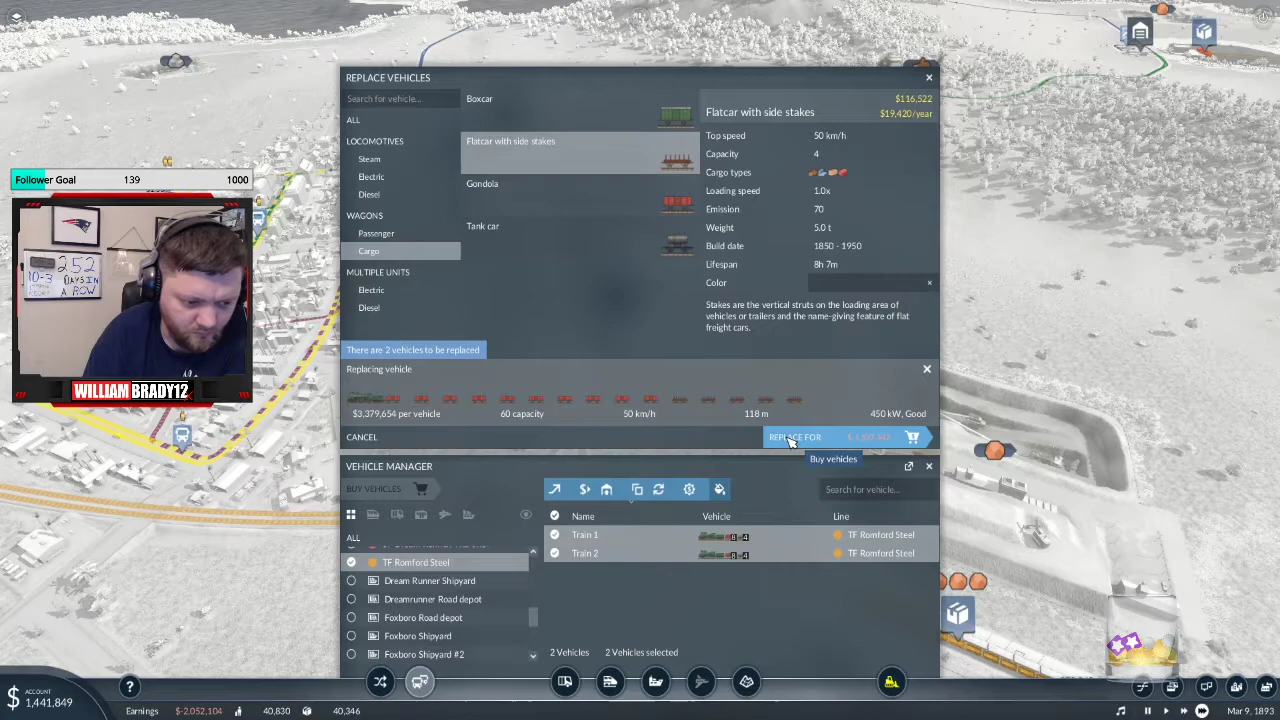 REPLACE VEHICLES
Search for vehicle...
ALL
LOCOMOTIVES
Steam
Electric
Diesel
WAGONS
Passenger
Cargo
MULTIPLE UNITS
Electric
Diesel
Boxcar
Flatcar with side stakes
Gondola
Tank car
$116,522
Flatcar with side stakes
$19,420/year
Top speed 50 km/h
Capacity 4
Cargo types
Loading speed 1.0x
Emission 70
Weight 5.0 t
Build date 1850 - 1950
Lifespan 8h 7m
Color
Stakes are the vertical struts on the loading area of
vehicles or trailers and the name-giving feature of flat
freight cars.
There are 2 vehicles to be replaced
Replacing vehicle
$3,379,654 per vehicle 60 capacity 50 km/h 118 m 450 kW, Good
CANCEL
REPLACE FOR
Buy vehicles
VEHICLE MANAGER
BUY VEHICLES
Search for vehicle...
ALL
TF Romford Steel
Dream Runner Shipyard
Dreamrunner Road depot
Foxboro Road depot
Foxboro Shipyard
Foxboro Shipyard #2
Name Vehicle Line
Train 1 8 4 TF Romford Steel
Train 2 8 4 TF Romford Steel
2 Vehicles 2 Vehicles selected
Follower Goal 139 1000
252
DAYS IN
A ROW
10-3
WILLIAM BRADY12
$ ACCOUNT
1,441,849
?
Earnings $-2,052,104 40,830 40,346
Mar 9, 1893